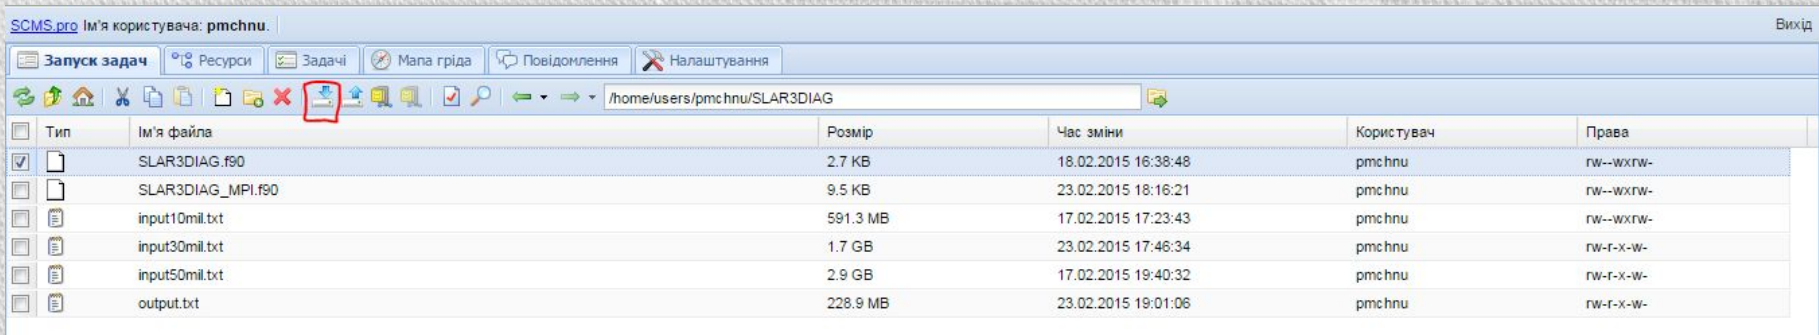 SCMS.pro Ім'я користувача: pmchnu. Вихід
Запуск задач Ресурси Задачі Мапа гріда Повідомлення Налаштування
/home/users/pmchnu/SLAR3DIAG
Тип Ім'я файла Розмір Час зміни Користувач Права
SLAR3DIAG.f90 2.7 KB 18.02.2015 16:38:48 pmchnu rw--wxrw-
SLAR3DIAG_MPI.f90 9.5 KB 23.02.2015 18:16:21 pmchnu rw--wxrw-
input10mil.txt 591.3 MB 17.02.2015 17:23:43 pmchnu rw--wxrw-
input30mil.txt 1.7 GB 23.02.2015 17:46:34 pmchnu rw-r-x-w-
input50mil.txt 2.9 GB 17.02.2015 19:40:32 pmchnu rw-r-x-w-
output.txt 228.9 MB 23.02.2015 19:01:06 pmchnu rw-r-x-w-